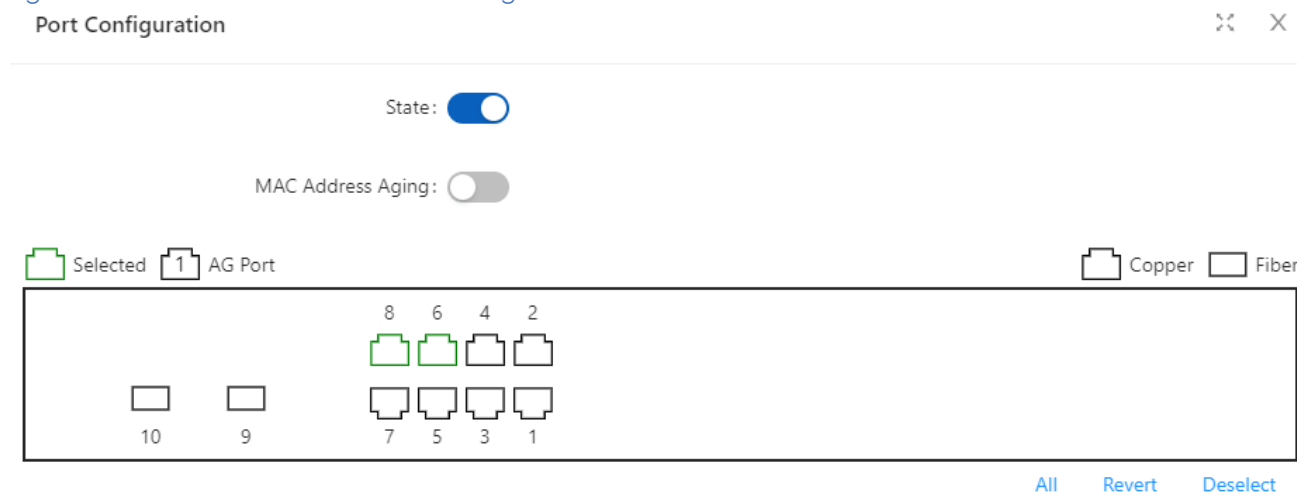 Port Configuration
State:
MAC Address Aging:
Selected 1 AG Port Copper Fiber
8 6 4 2
10 9 7 5 3 1
All Revert Deselect